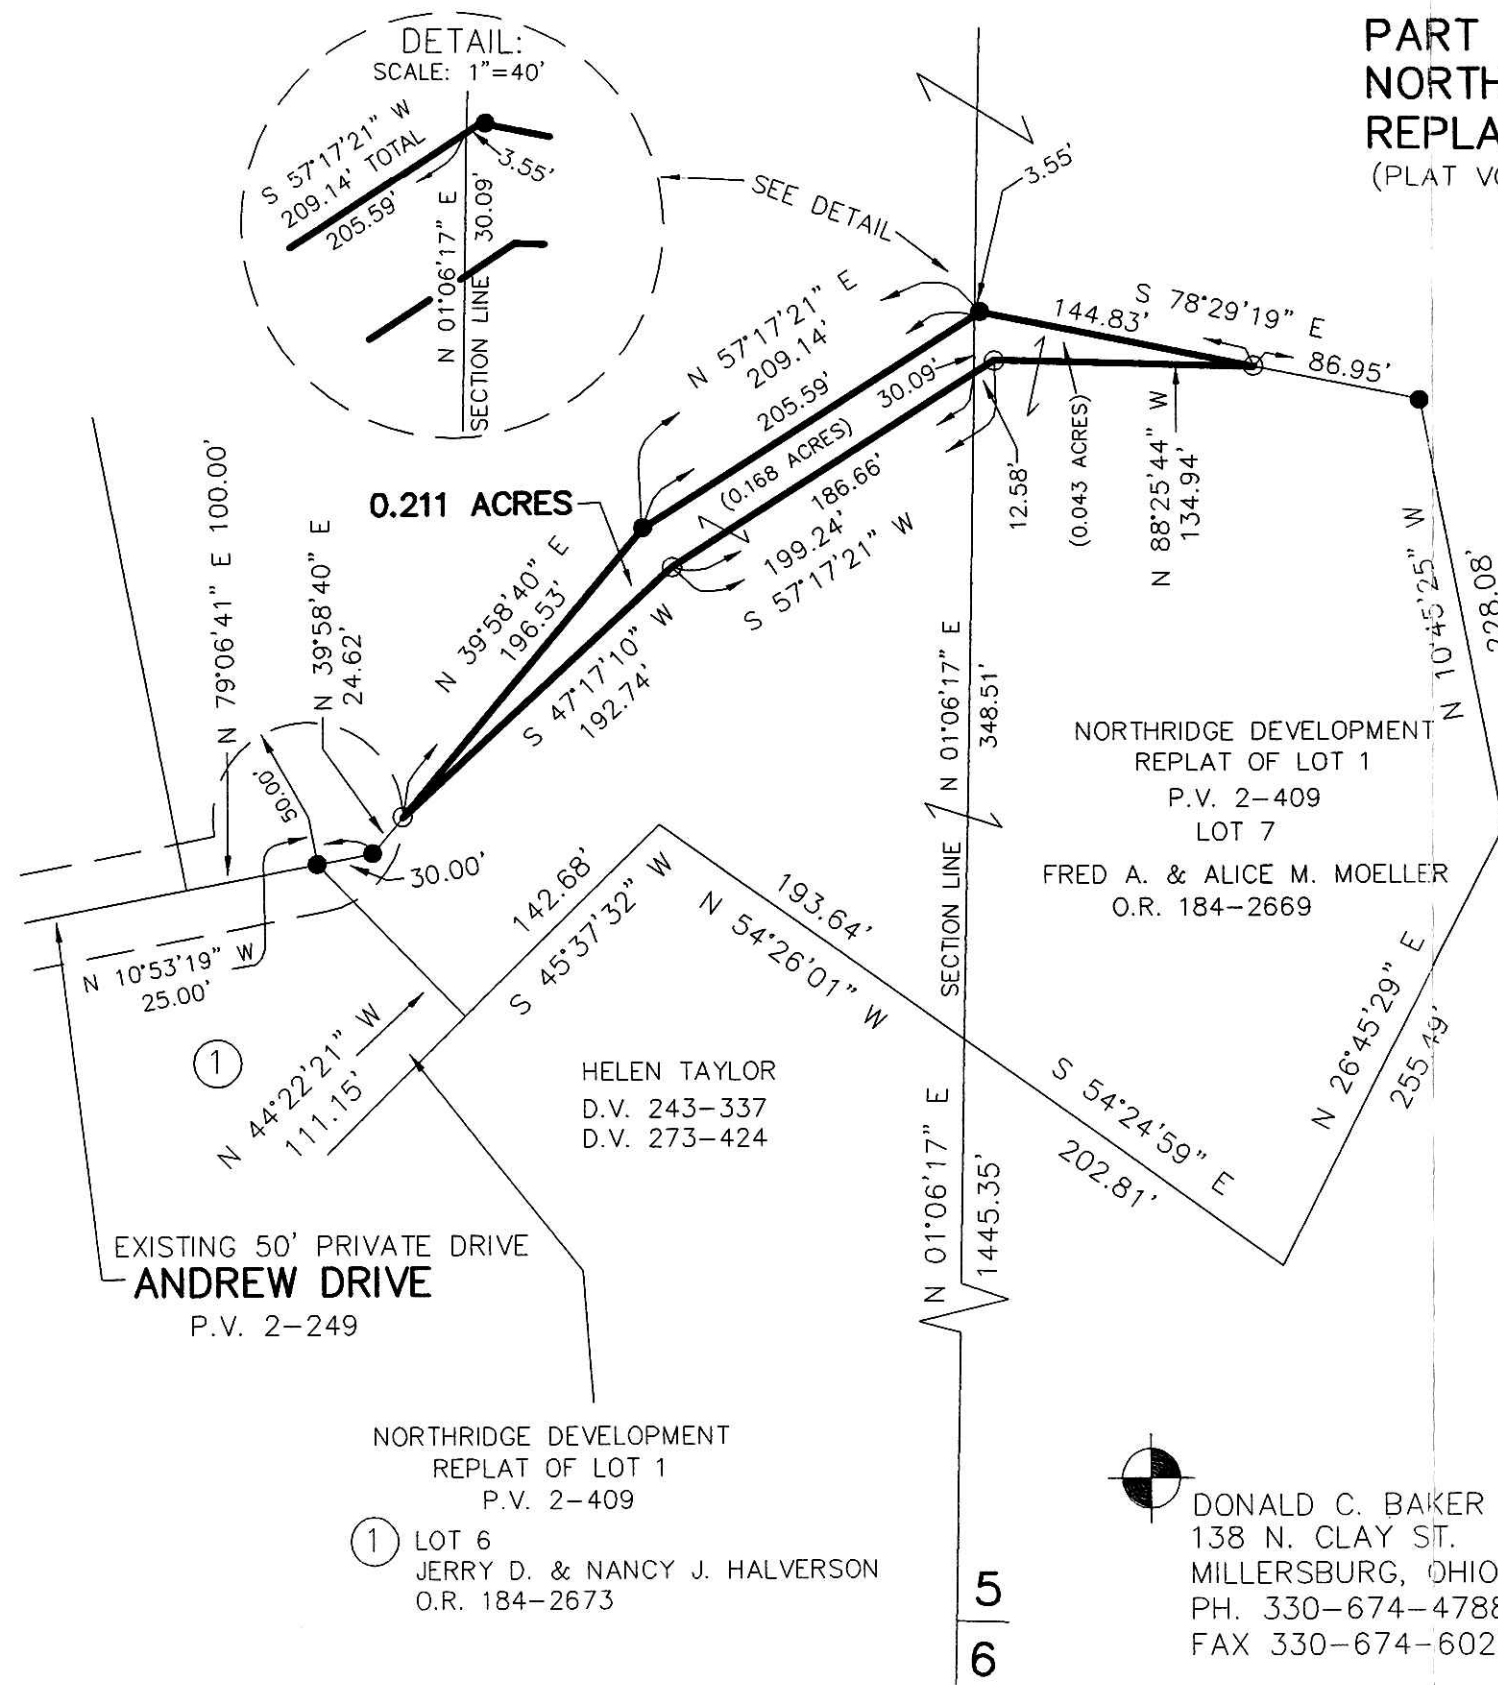 DETAIL:
SCALE: 1"=40'
S 57°17'21" W
209.14' TOTAL
205.59'
3.55'
N 01°06'17" E
30.09'
SECTION LINE
SEE DETAIL
3.55'
PART
NORTH
REPLA
(PLAT
N 57°17'21" E
209.14'
205.59'
30.09'
(0.168 ACRES)
186.66'
199.24'
S 57°17'21" W
144.83'
S 78°29'19" E
86.95'
12.58'
(0.043 ACRES)
N 88°25'44" W
134.94'
N 10°45'25" W
228.08'
0.211 ACRES
N 39°58'40" E
196.53'
S 47°17'10" W
192.74'
N 79°06'41" E 100.00'
N 39°58'40" E
24.62'
50.00'
30.00'
N 10°53'19" W
25.00'
N 44°22'21" W
111.15'
142.68'
S 45°37'32" W
193.64'
N 54°26'01" W
SECTION LINE N 01°06'17" E
348.51'
NORTHRIDGE DEVELOPMENT
REPLAT OF LOT 1
P.V. 2-409
LOT 7
FRED A. & ALICE M. MOELLER
O.R. 184-2669
N 26°45'29" E
255.49'
S 54°24'59" E
202.81'
N 01°06'17" E
1445.35'
1
HELEN TAYLOR
D.V. 243-337
D.V. 273-424
EXISTING 50' PRIVATE DRIVE
ANDREW DRIVE
P.V. 2-249
NORTHRIDGE DEVELOPMENT
REPLAT OF LOT 1
P.V. 2-409
1 LOT 6
JERRY D. & NANCY J. HALVERSON
O.R. 184-2673
5
6
DONALD C. BAKER
138 N. CLAY ST.
MILLERSBURG, OHIO
PH. 330-674-4788
FAX 330-674-602